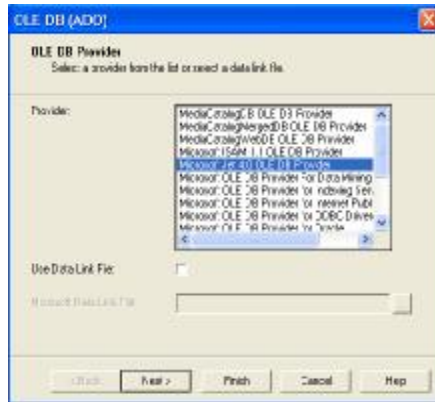 OLE DB (ADO)
OLE DB Provider
Select a provider from the list or select a data link file.
Provider:
MediaCatalogDB OLE DB Provider
MediaCatalogMergedDB OLE DB Provider
MediaCatalogWebDB OLE DB Provider
Microsoft ISAM 1.1 OLE DB Provider
Microsoft Jet 4.0 OLE DB Provider
Microsoft OLE DB Provider For Data Mining
Microsoft OLE DB Provider for Indexing Serv
Microsoft OLE DB Provider for Internet Publ
Microsoft OLE DB Provider for ODBC Driver
Microsoft OLE DB Provider for Oracle
Use Data Link File:
Microsoft Data Link File
< Back
Next >
Finish
Cancel
Help